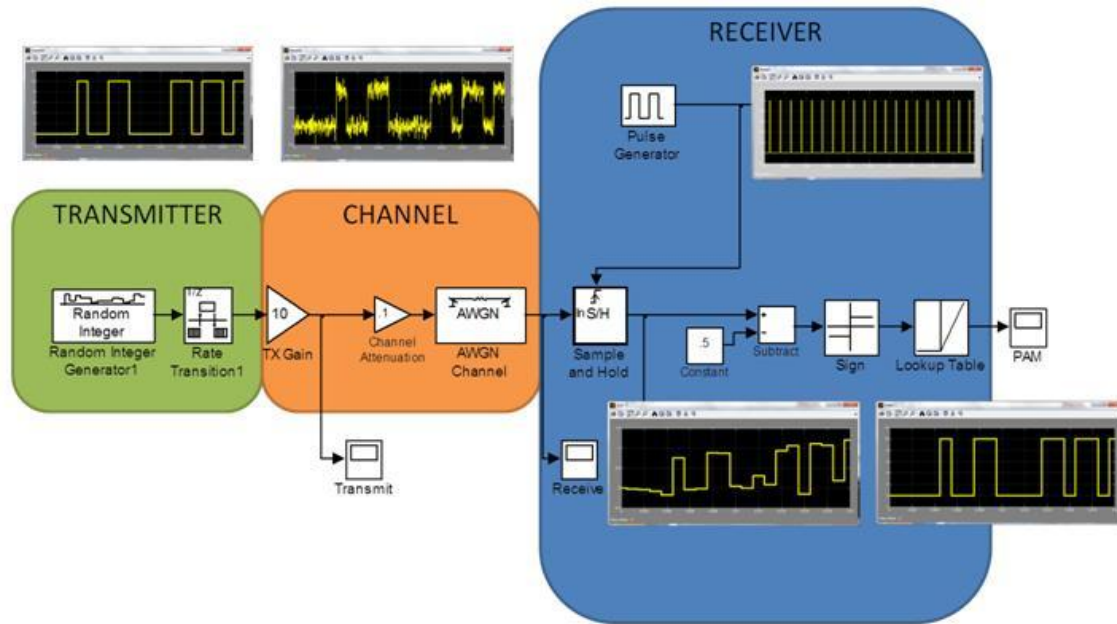 RECEIVER
Pulse
Generator
TRANSMITTER
CHANNEL
1/Z
Random
Integer
Random Integer
Generator1
Rate
Transition1
10
TX Gain
.1
Channel
Attenuation
AWGN
AWGN
Channel
In S/H
Sample
and Hold
.5
Constant
+
−
Subtract
Sign
Lookup Table
PAM
Transmit
Receive